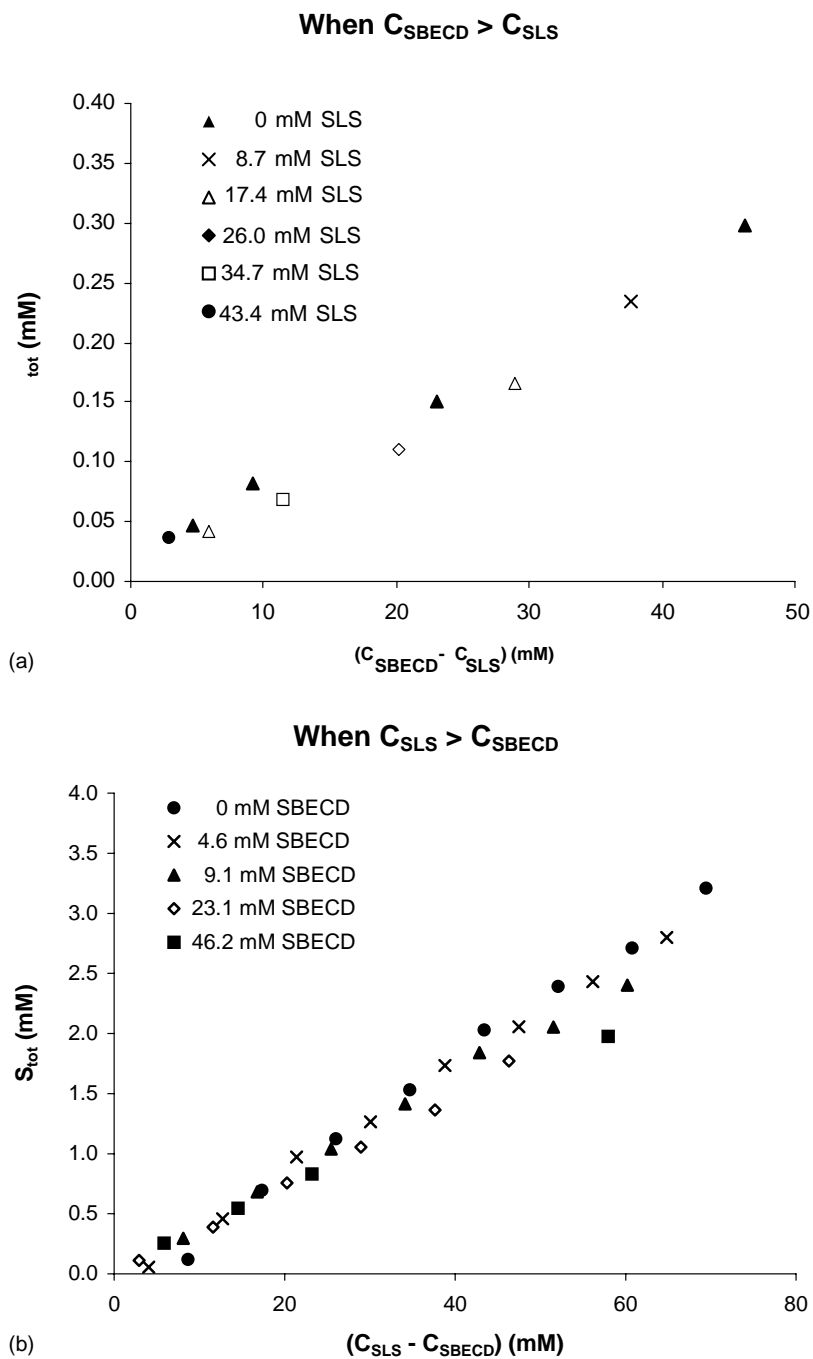 When CSBECD > CSLS
0.40
0.35
0.30
0.25
0.20
0.15
0.10
0.05
0.00
tot (mM)
0 mM SLS
8.7 mM SLS
17.4 mM SLS
26.0 mM SLS
34.7 mM SLS
43.4 mM SLS
0 10 20 30 40 50
(CSBECD - CSLS) (mM)
(a)
When CSLS > CSBECD
4.0
3.5
3.0
2.5
2.0
1.5
1.0
0.5
0.0
Stot (mM)
0 mM SBECD
4.6 mM SBECD
9.1 mM SBECD
23.1 mM SBECD
46.2 mM SBECD
0 20 40 60 80
(CSLS - CSBECD) (mM)
(b)